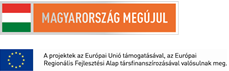 MAGYARORSZÁG MEGÚJUL
A projektek az Európai Unió támogatásával, az Európai
Regionális Fejlesztési Alap társfinanszírozásával valósulnak meg.